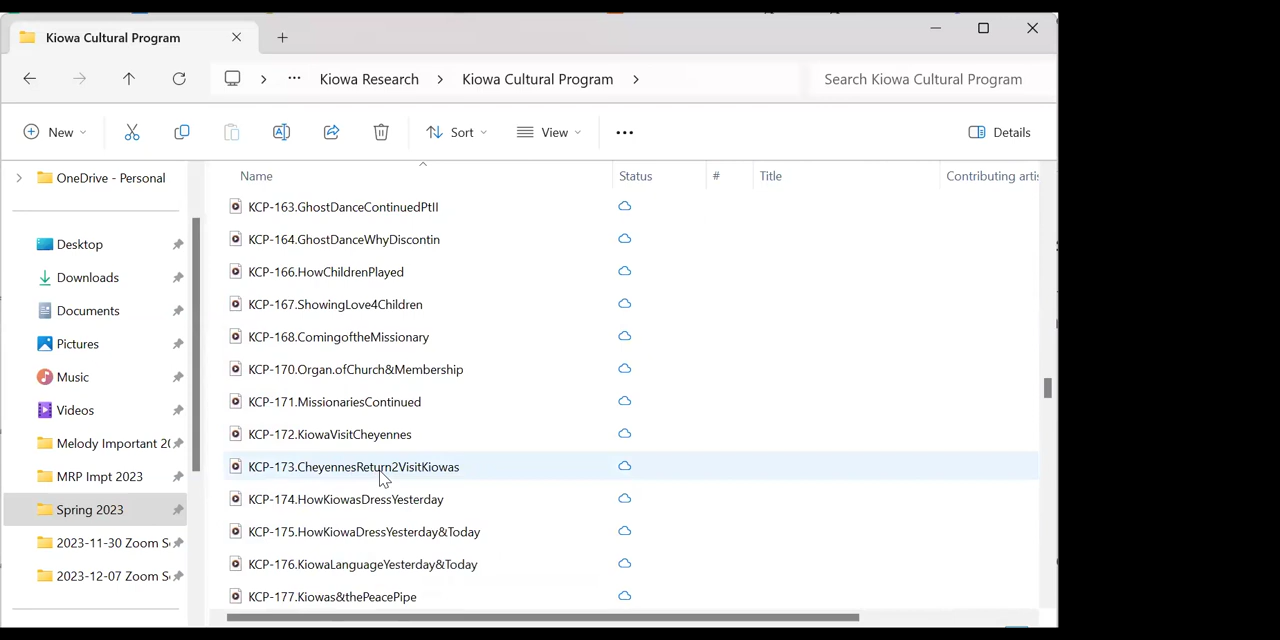 Kiowa Cultural Program
Kiowa Research > Kiowa Cultural Program >
Search Kiowa Cultural Program
New
Sort
View
Details
OneDrive - Personal
Desktop
Downloads
Documents
Pictures
Music
Videos
Melody Important 20
MRP Impt 2023
Spring 2023
2023-11-30 Zoom S
2023-12-07 Zoom S
Name Status # Title Contributing artis
KCP-163.GhostDanceContinuedPtII
KCP-164.GhostDanceWhyDiscontin
KCP-166.HowChildrenPlayed
KCP-167.ShowingLove4Children
KCP-168.ComingoftheMissionary
KCP-170.Organ.ofChurch&Membership
KCP-171.MissionariesContinued
KCP-172.KiowaVisitCheyennes
KCP-173.CheyennesReturn2VisitKiowas
KCP-174.HowKiowasDressYesterday
KCP-175.HowKiowaDressYesterday&Today
KCP-176.KiowaLanguageYesterday&Today
KCP-177.Kiowas&thePeacePipe